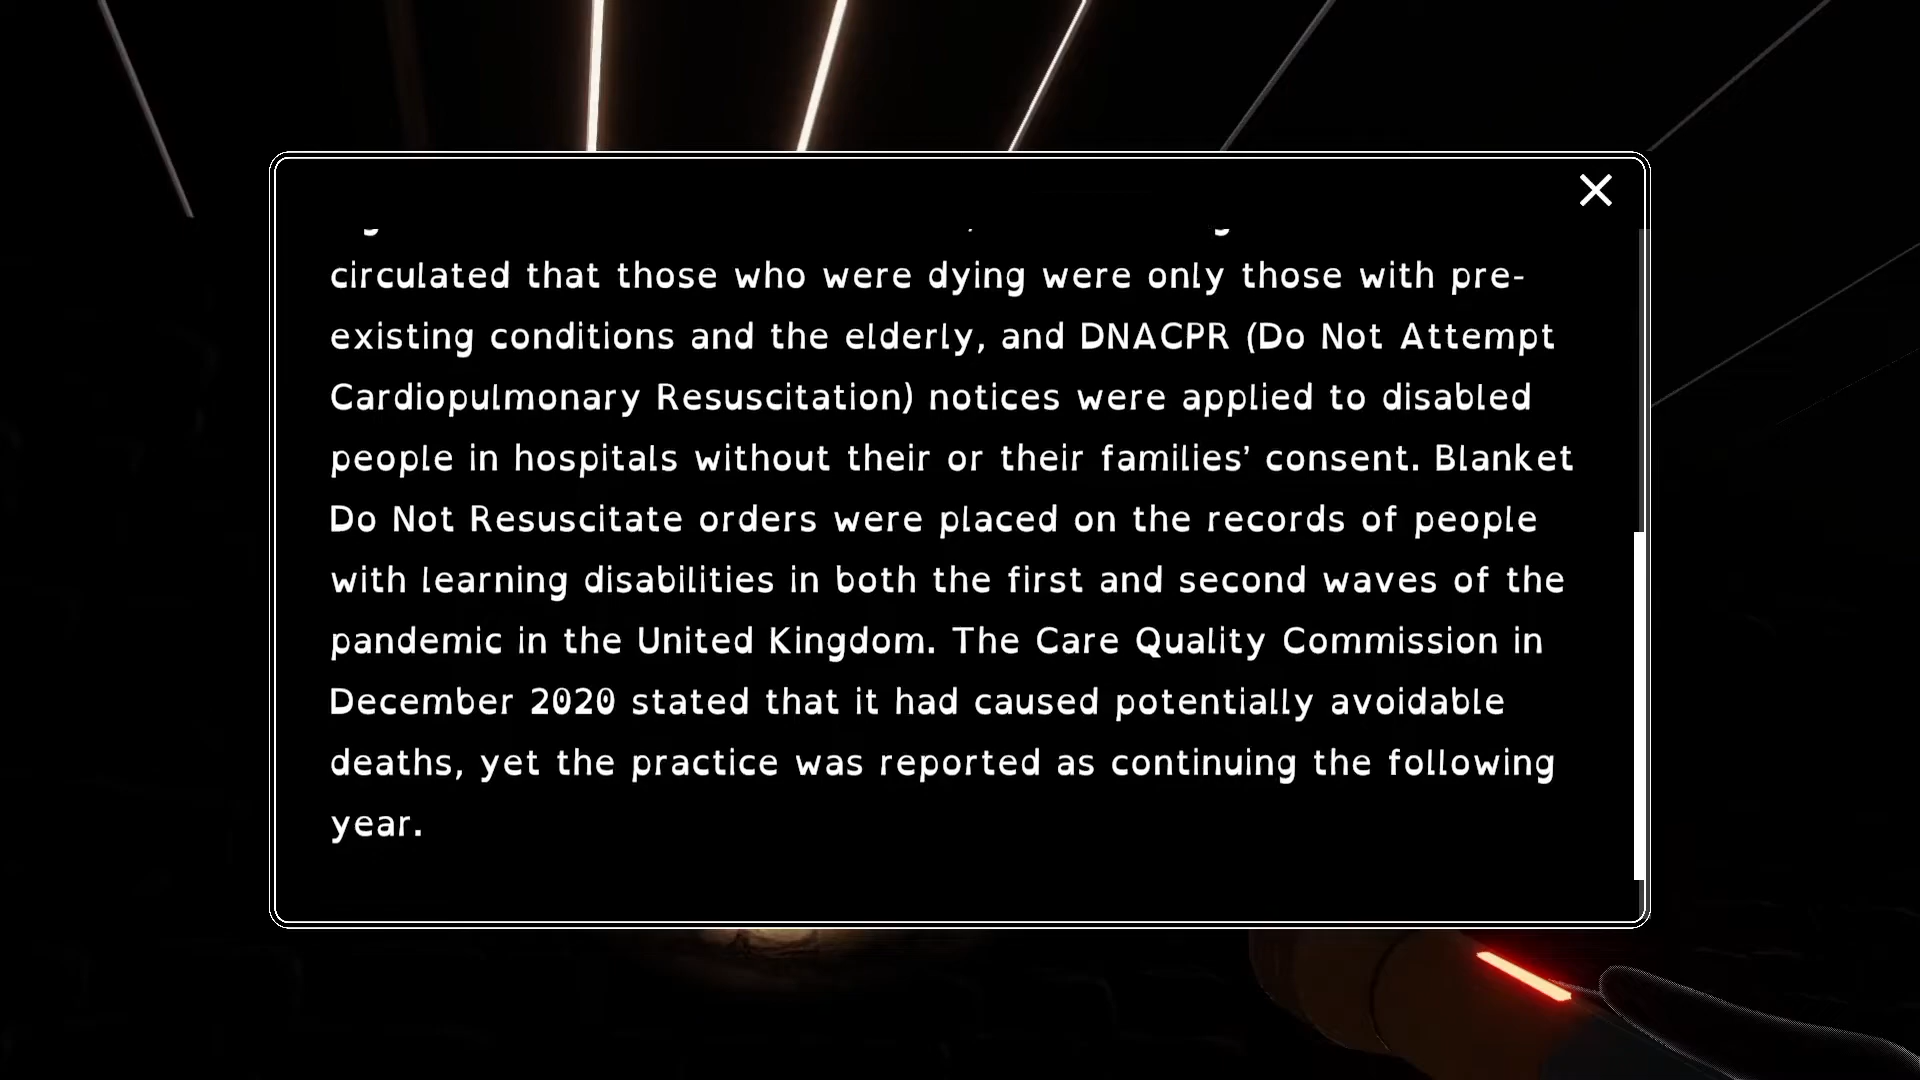 circulated that those who were dying were only those with pre-
existing conditions and the elderly, and DNACPR (Do Not Attempt
Cardiopulmonary Resuscitation) notices were applied to disabled
people in hospitals without their or their families’ consent. Blanket
Do Not Resuscitate orders were placed on the records of people
with learning disabilities in both the first and second waves of the
pandemic in the United Kingdom. The Care Quality Commission in
December 2020 stated that it had caused potentially avoidable
deaths, yet the practice was reported as continuing the following
year.